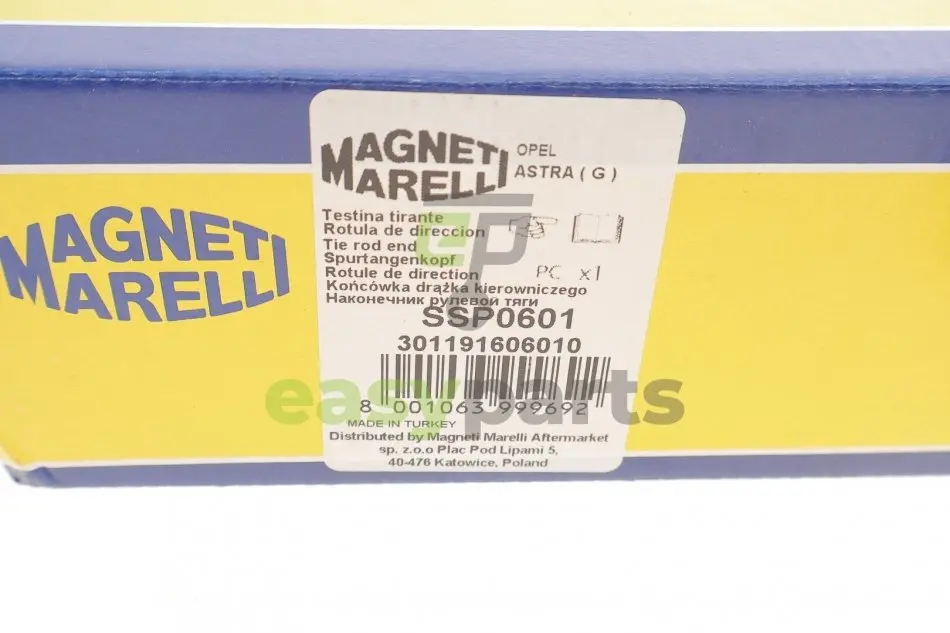 MAGNETI
MARELLI
MAGNETI
MARELLI
OPEL
ASTRA ( G )
Testina tirante
Rotula de direccion
Tie rod end
Spurtangenkopf
Rotule de direction
Końcówka drążka kierowniczego
Наконечник рулевой тяги
PC x1
SSP0601
301191606010
8 001063 999692
MADE IN TURKEY
Distributed by Magneti Marelli Aftermarket
sp. z.o.o Plac Pod Lipami 5,
40-476 Katowice, Poland
easyparts